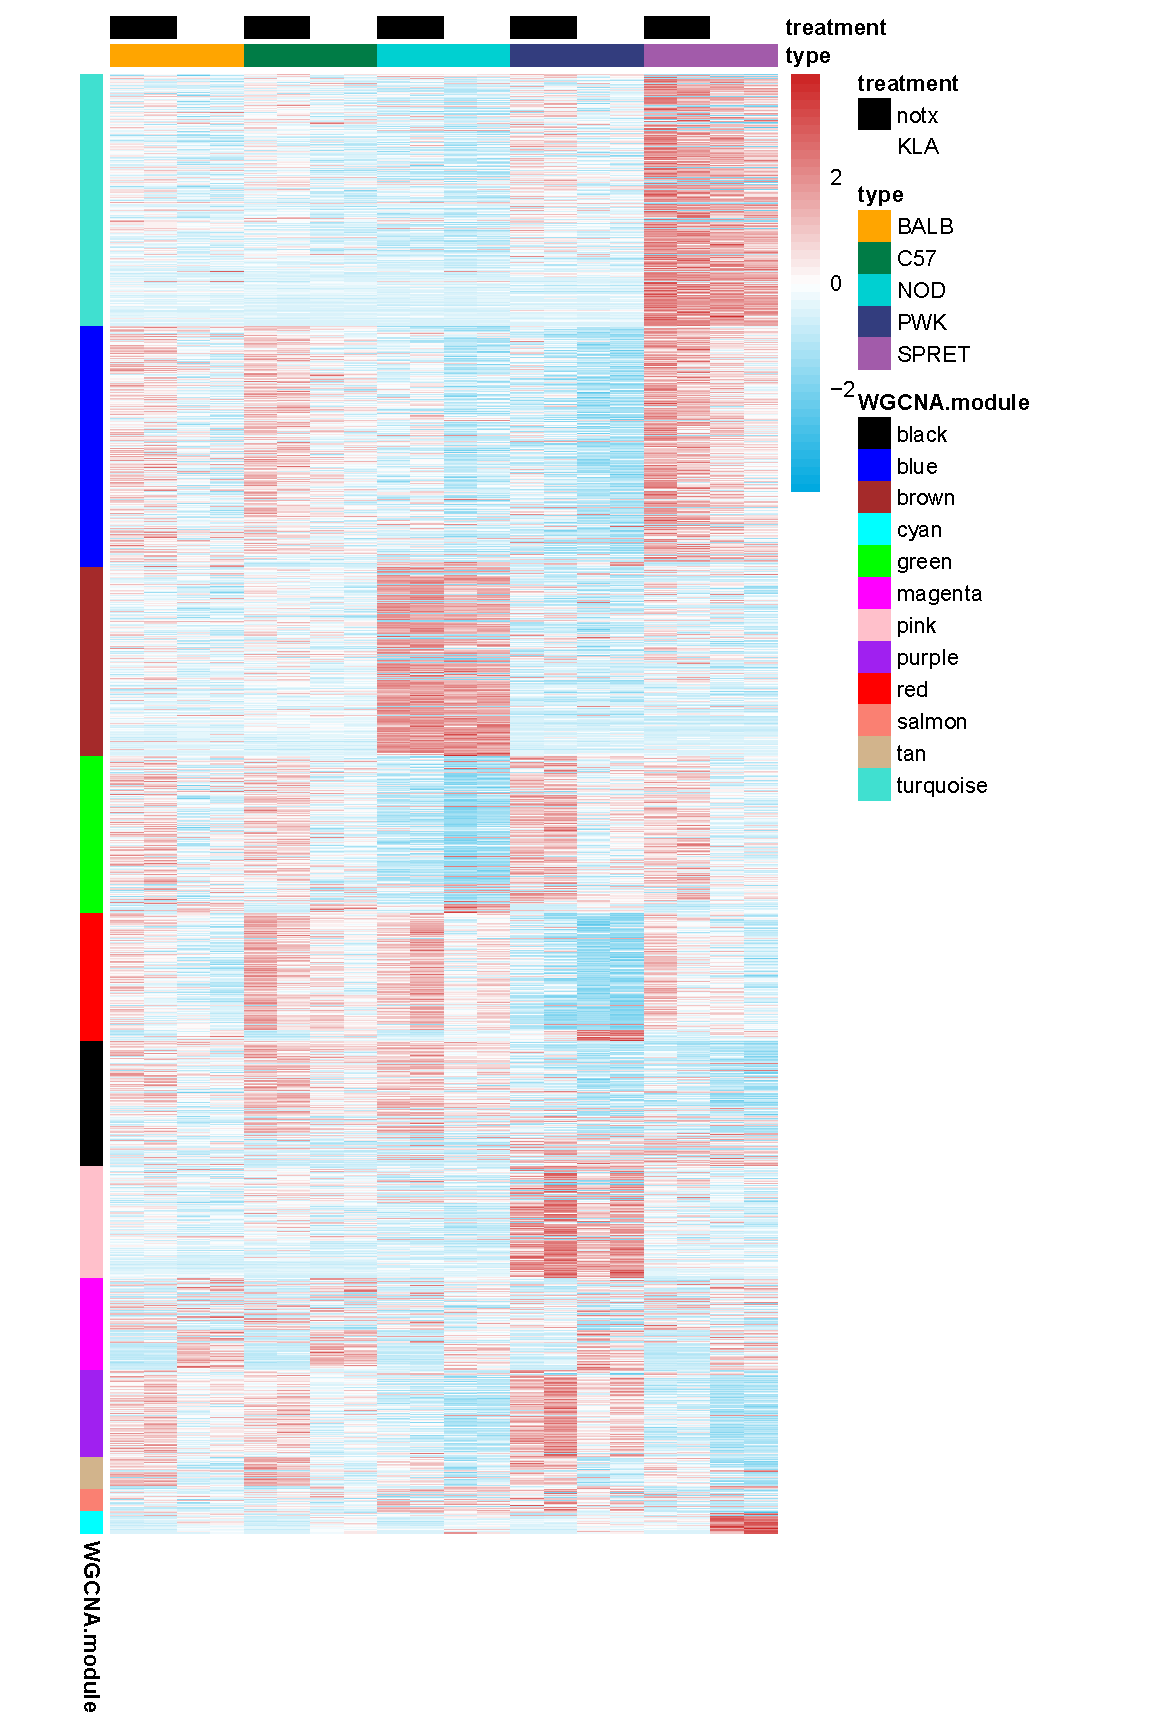 treatment
type
2
0
−2
treatment
notx
KLA
type
BALB
C57
NOD
PWK
SPRET
WGCNA.module
black
blue
brown
cyan
green
magenta
pink
purple
red
salmon
tan
turquoise
WGCNA.module